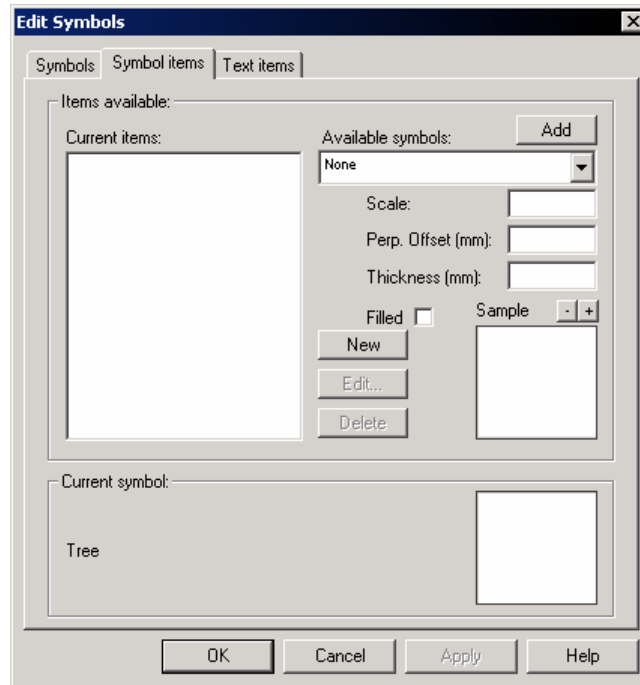 Edit Symbols
Symbols Symbol items Text items
Items available:
Current items:
Available symbols:
Add
None
Scale:
Perp. Offset (mm):
Thickness (mm):
Filled
Sample - +
New
Edit...
Delete
Current symbol:
Tree
OK Cancel Apply Help